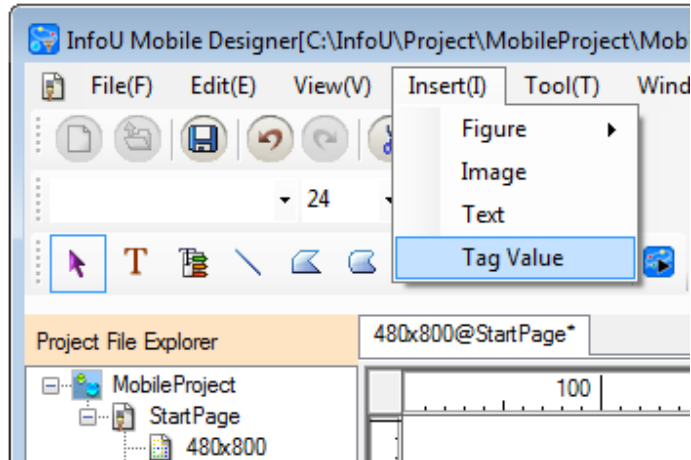 InfoU Mobile Designer[C:\InfoU\Project\MobileProject\Mob
File(F) Edit(E) View(V) Insert(I) Tool(T) Wind
Figure
Image
24
Text
T
Tag Value
Project File Explorer
480x800@StartPage*
MobileProject
100
StartPage
480x800